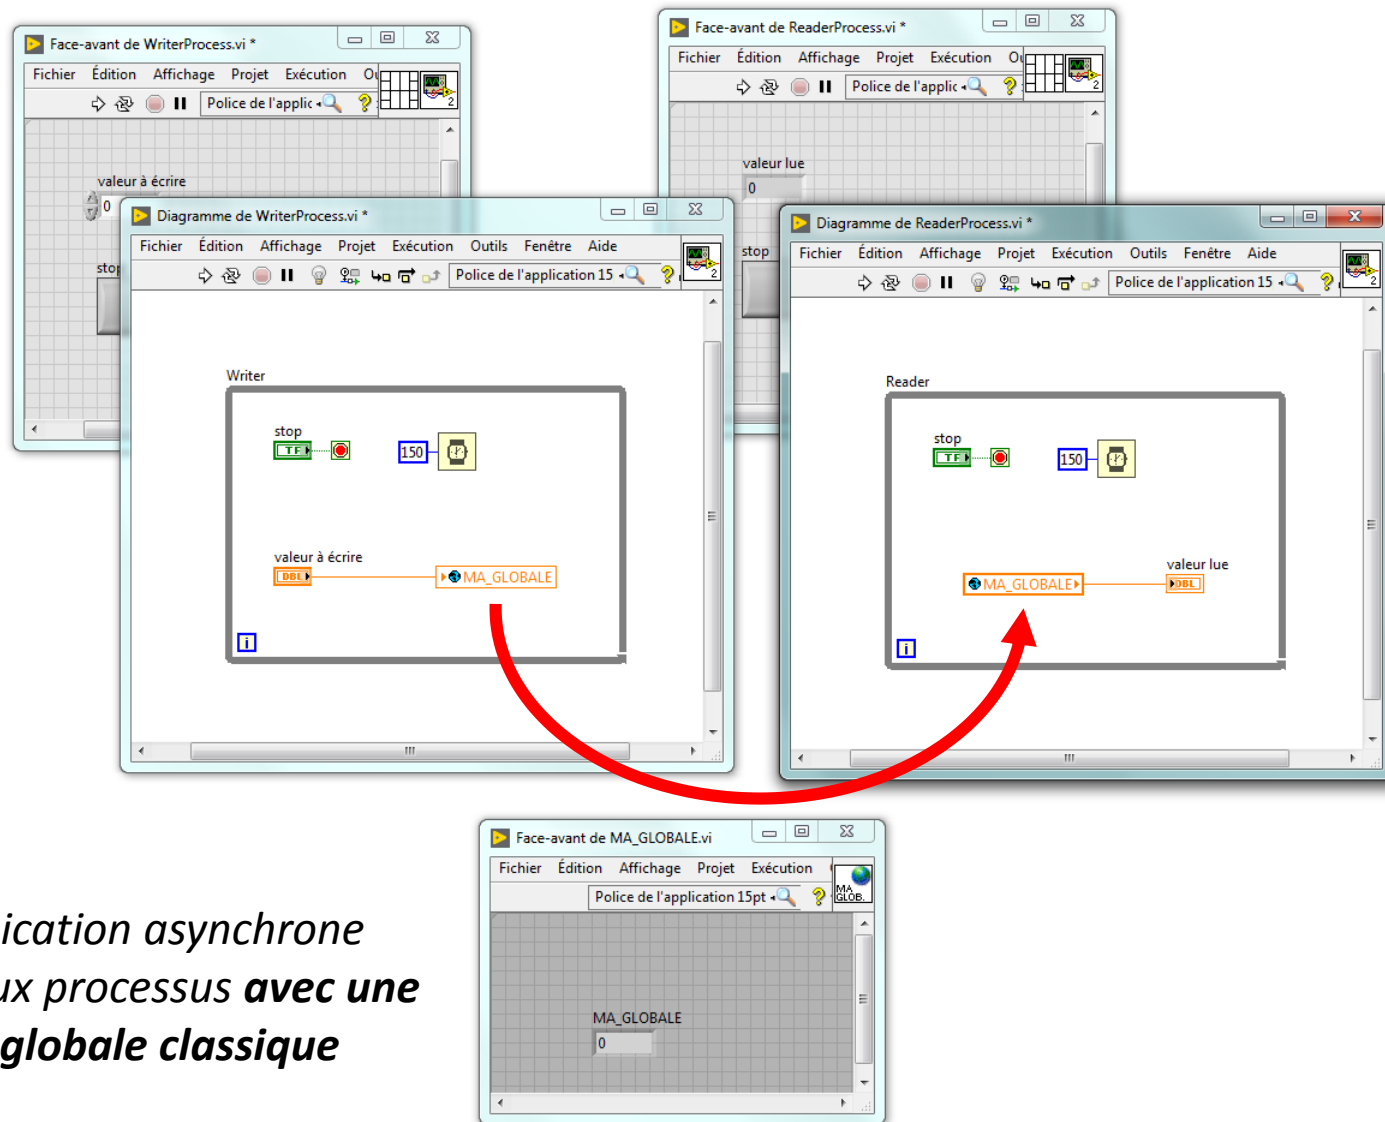 Face-avant de WriterProcess.vi *
Fichier Édition Affichage Projet Exécution
Police de l'applic
2
valeur à écrire
0
stop
Face-avant de ReaderProcess.vi *
Fichier Édition Affichage Projet Exécution
Police de l'applic
2
valeur lue
0
stop
Diagramme de WriterProcess.vi *
Fichier Édition Affichage Projet Exécution Outils Fenêtre Aide
Police de l'application 15
2
Writer
stop
TF
150
valeur à écrire
DBL
MA_GLOBALE
i
Diagramme de ReaderProcess.vi *
Fichier Édition Affichage Projet Exécution Outils Fenêtre Aide
Police de l'application 15
2
Reader
stop
TF
150
valeur lue
MA_GLOBALE
DBL
i
Face-avant de MA_GLOBALE.vi
Fichier Édition Affichage Projet Exécution
Police de l'application 15pt
MA
GLOB.
MA_GLOBALE
0
ication asynchrone
ux processus avec une
globale classique